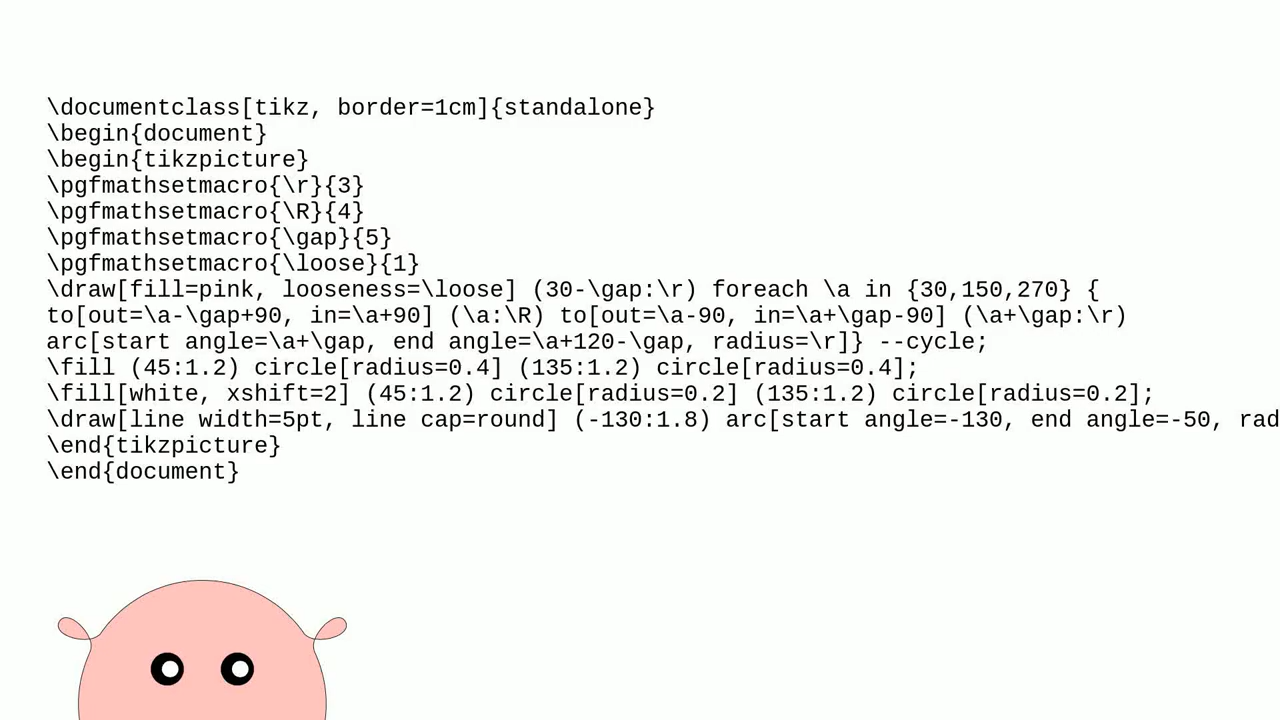 \documentclass[tikz, border=1cm]{standalone}
\begin{document}
\begin{tikzpicture}
\pgfmathsetmacro{\r}{3}
\pgfmathsetmacro{\R}{4}
\pgfmathsetmacro{\gap}{5}
\pgfmathsetmacro{\loose}{1}
\draw[fill=pink, looseness=\loose] (30-\gap:\r) foreach \a in {30,150,270} {
to[out=\a-\gap+90, in=\a+90] (\a:\R) to[out=\a-90, in=\a+\gap-90] (\a+\gap:\r)
arc[start angle=\a+\gap, end angle=\a+120-\gap, radius=\r]} --cycle;
\fill (45:1.2) circle[radius=0.4] (135:1.2) circle[radius=0.4];
\fill[white, xshift=2] (45:1.2) circle[radius=0.2] (135:1.2) circle[radius=0.2];
\draw[line width=5pt, line cap=round] (-130:1.8) arc[start angle=-130, end angle=-50,
\end{tikzpicture}
\end{document}